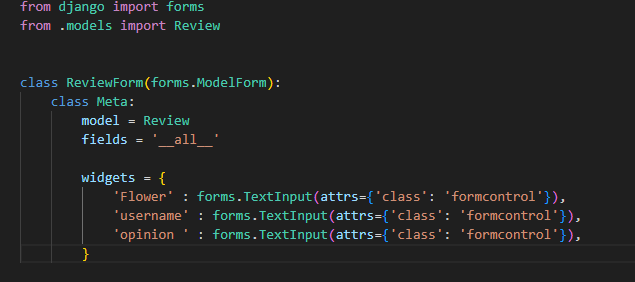 from django import forms
from .models import Review
class ReviewForm(forms.ModelForm):
class Meta:
model = Review
fields = '__all__'
widgets = {
'Flower' : forms.TextInput(attrs={'class': 'formcontrol'}),
'username' : forms.TextInput(attrs={'class': 'formcontrol'}),
'opinion ' : forms.TextInput(attrs={'class': 'formcontrol'}),
}